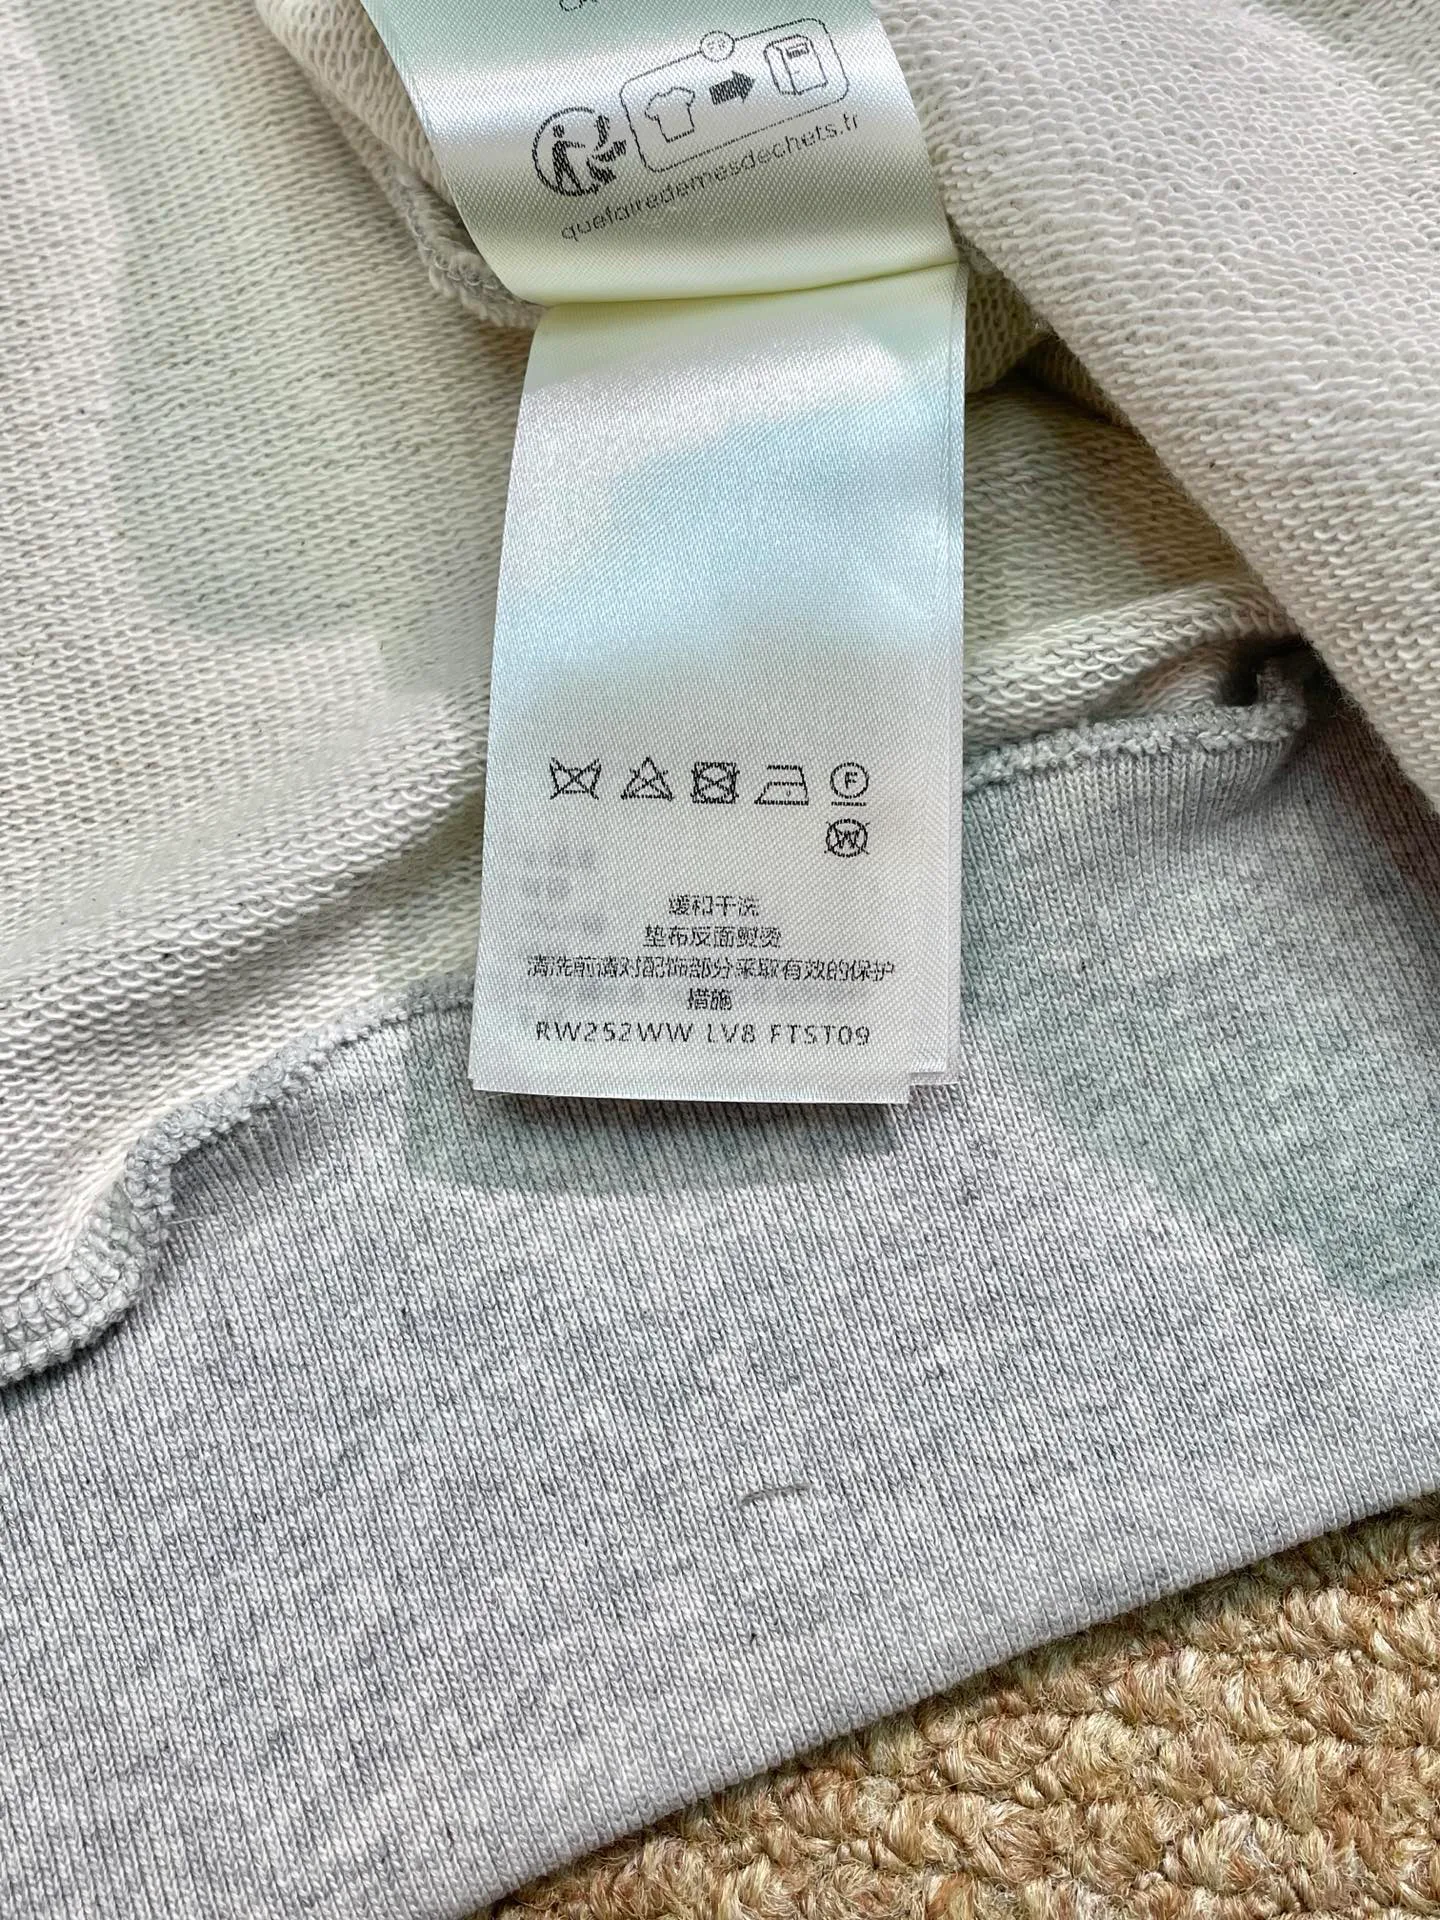 FR
quefairedemesdechets.fr
F
W
缓和干洗
垫布反面熨烫
清洗前请对配饰部分采取有效的保护
措施
RW252WW LV8 FTST09